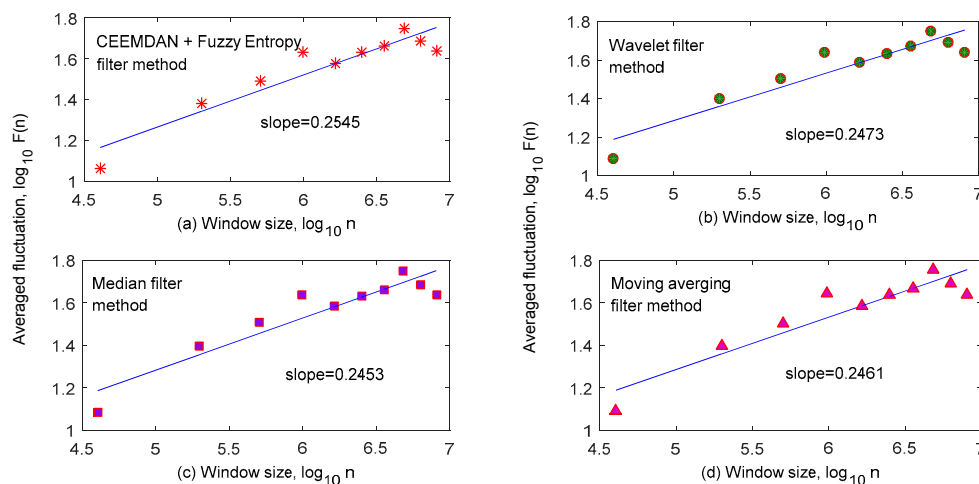 Averaged fluctuation, log10 F(n)
1.8
1.6
1.4
1.2
1
CEEMDAN + Fuzzy Entropy
filter method
slope=0.2545
4.5 5 5.5 6 6.5 7
(a) Window size, log10 n
Averaged fluctuation, log10 F(n)
1.8
1.6
1.4
1.2
1
Wavelet filter
method
slope=0.2473
4.5 5 5.5 6 6.5 7
(b) Window size, log10 n
1.8
1.6
1.4
1.2
1
Median filter
method
slope=0.2453
4.5 5 5.5 6 6.5 7
(c) Window size, log10 n
1.8
1.6
1.4
1.2
1
Moving averging
filter method
slope=0.2461
4.5 5 5.5 6 6.5 7
(d) Window size, log10 n